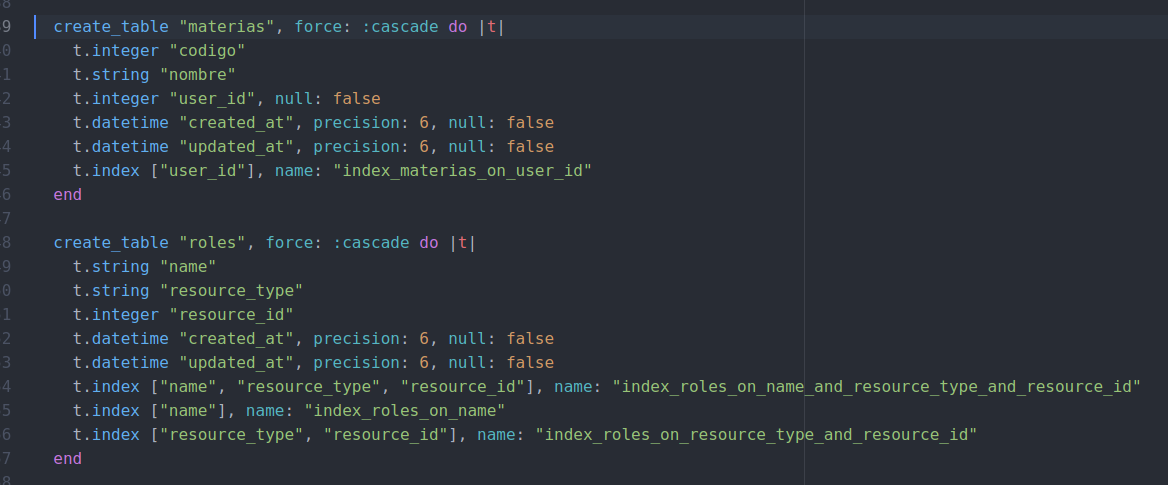 8
9 create_table "materias", force: :cascade do |t|
0 t.integer "codigo"
1 t.string "nombre"
2 t.integer "user_id", null: false
3 t.datetime "created_at", precision: 6, null: false
4 t.datetime "updated_at", precision: 6, null: false
5 t.index ["user_id"], name: "index_materias_on_user_id"
6 end
7
8 create_table "roles", force: :cascade do |t|
9 t.string "name"
0 t.string "resource_type"
1 t.integer "resource_id"
2 t.datetime "created_at", precision: 6, null: false
3 t.datetime "updated_at", precision: 6, null: false
4 t.index ["name", "resource_type", "resource_id"], name: "index_roles_on_name_and_resource_type_and_resource_id"
5 t.index ["name"], name: "index_roles_on_name"
6 t.index ["resource_type", "resource_id"], name: "index_roles_on_resource_type_and_resource_id"
7 end
8